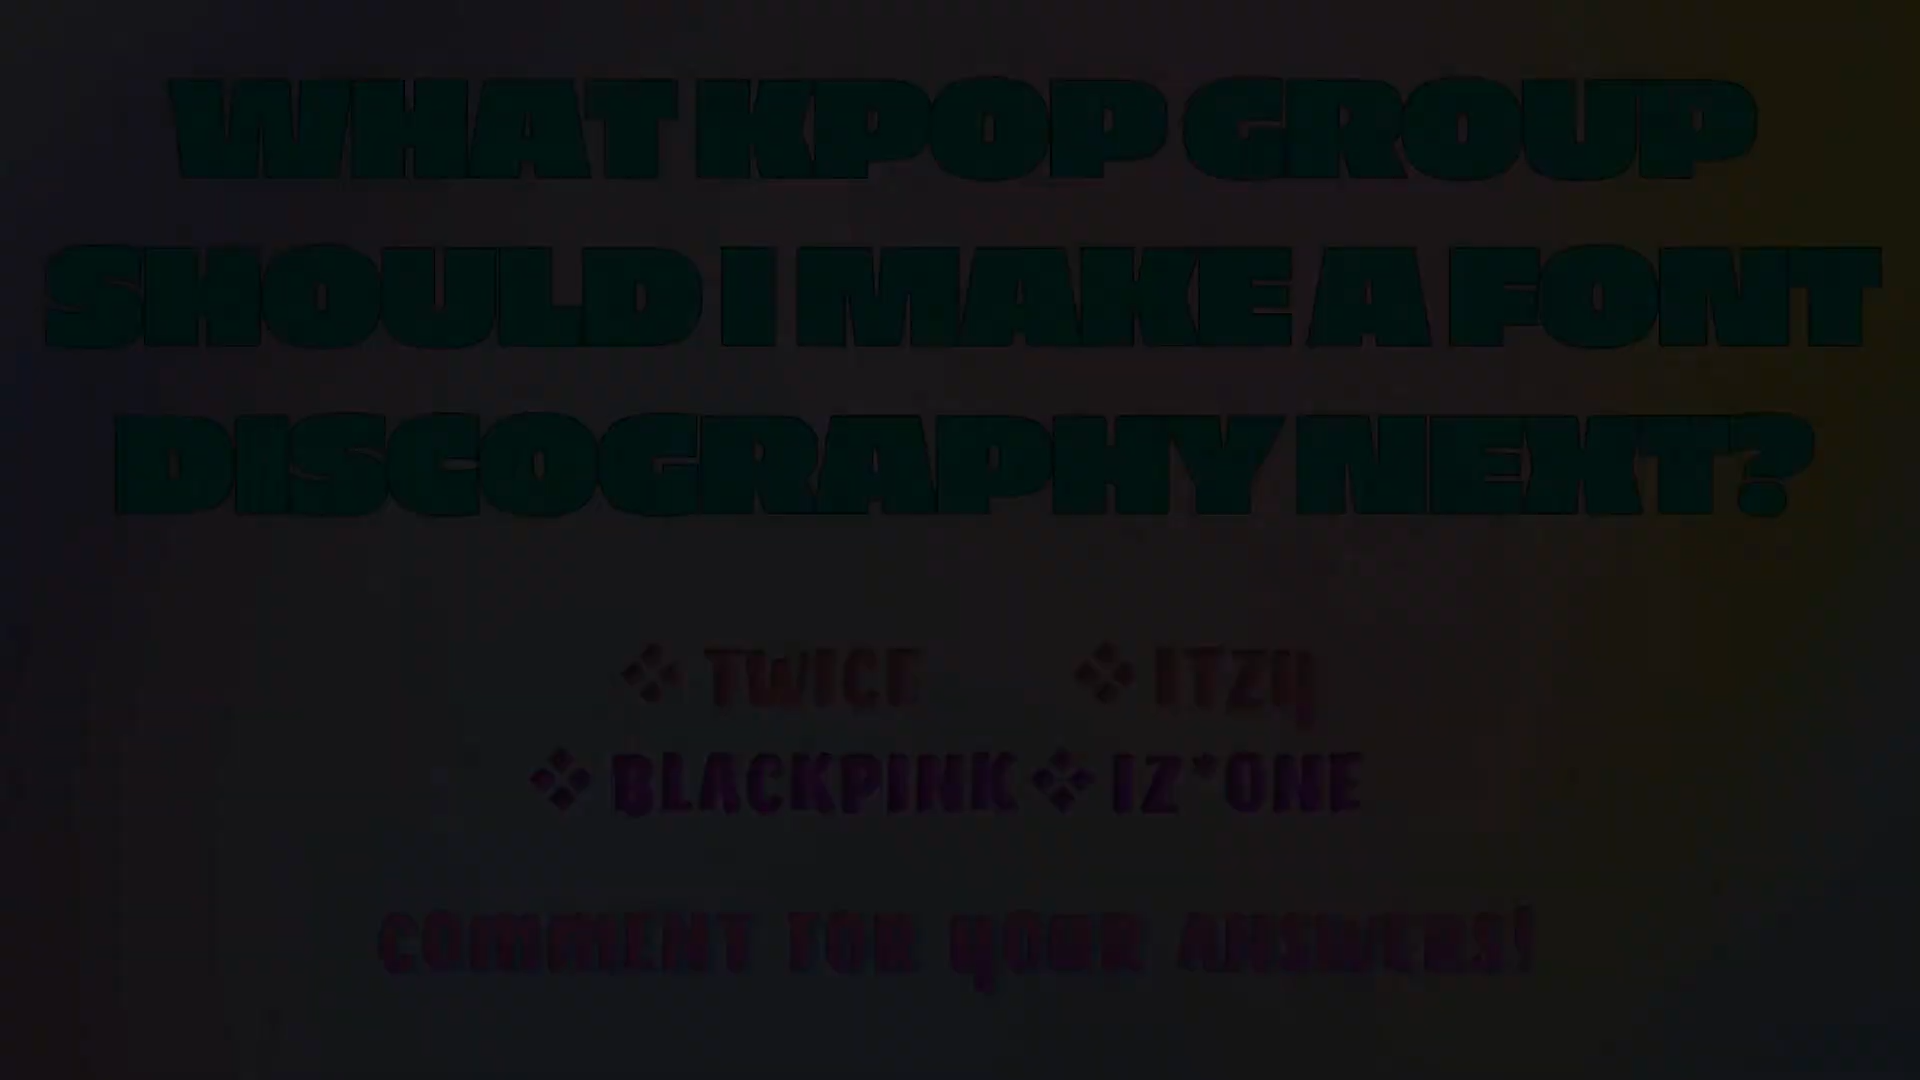 WHAT KPOP GROUP
SHOULD I MAKE A FONT
DISCOGRAPHY NEXT?
❖ TWICE ❖ ITZY
❖ BLACKPINK ❖ IZ*ONE
COMMENT FOR YOUR ANSWERS!